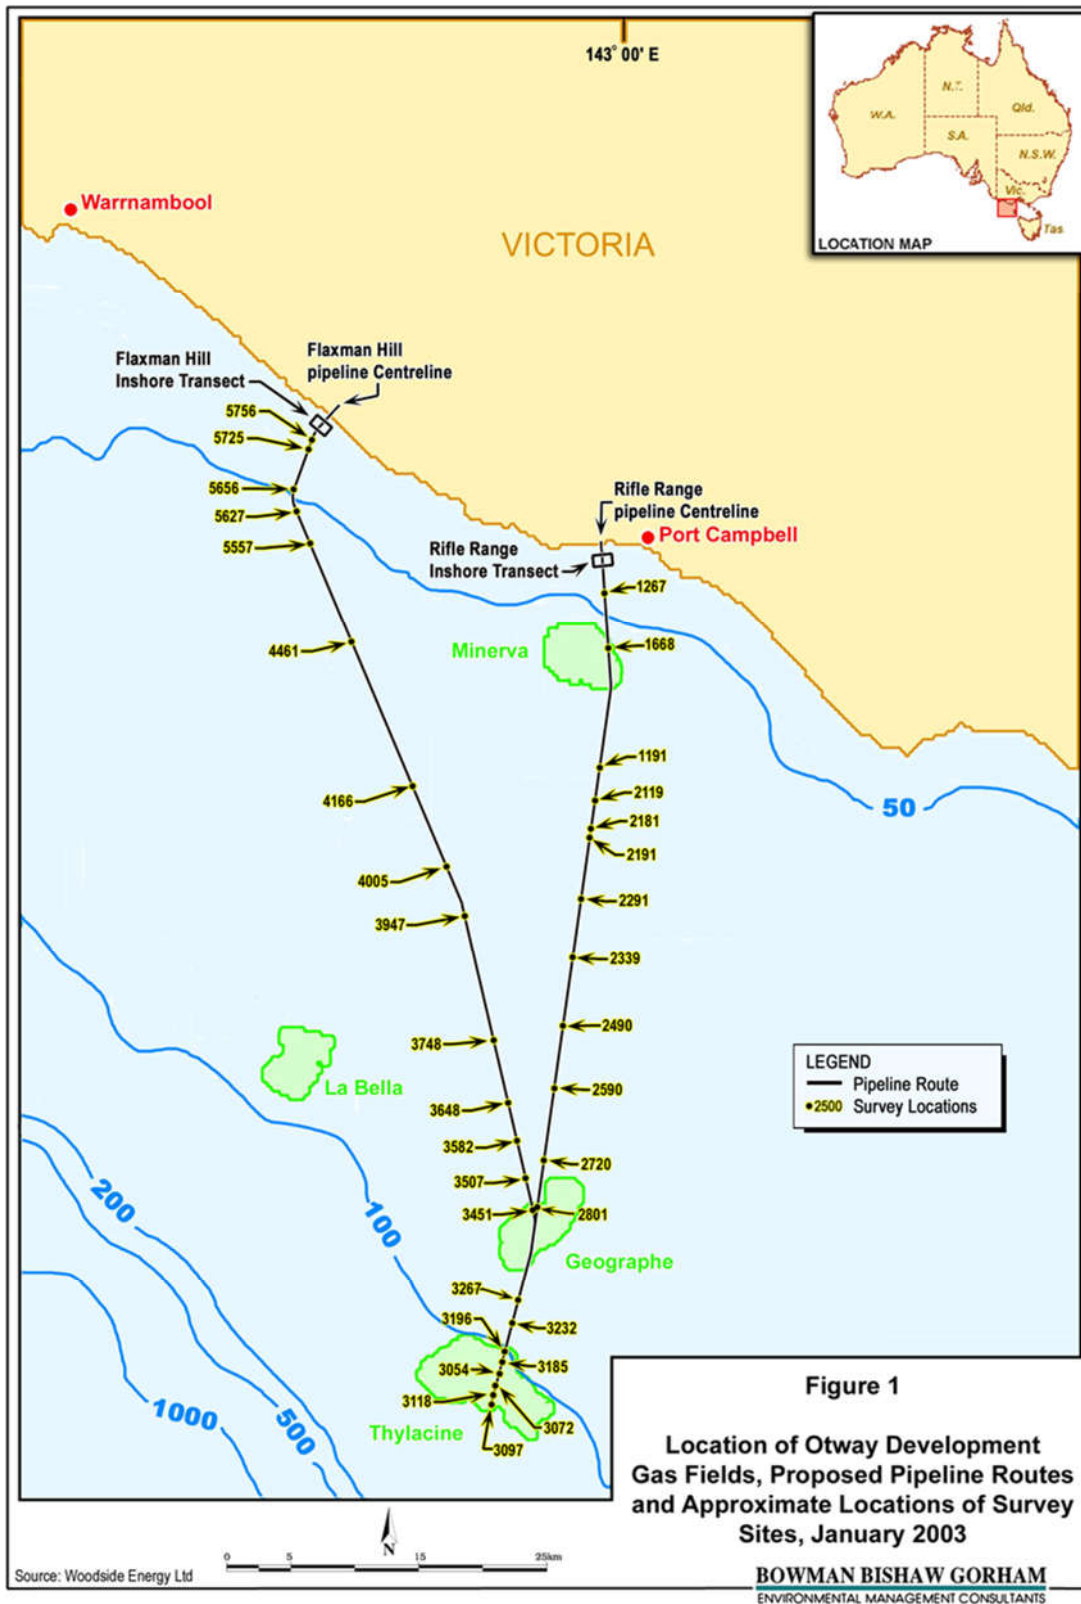 143° 00' E
W.A.
N.T.
Qld.
S.A.
N.S.W.
Vic.
Tas
LOCATION MAP
Warrnambool
VICTORIA
Flaxman Hill
Inshore Transect
Flaxman Hill
pipeline Centreline
5756
5725
5656
5627
5557
Rifle Range
pipeline Centreline
Port Campbell
Rifle Range
Inshore Transect
1267
4461
Minerva
1668
1191
4166
2119
50
2181
2191
4005
2291
3947
2339
2490
3748
LEGEND
Pipeline Route
2500 Survey Locations
La Bella
2590
3648
3582
2720
3507
200
100
3451
2801
Geographe
3267
3196
3232
3054
3185
3118
3072
Thylacine
3097
1000
500
Figure 1
Location of Otway Development
Gas Fields, Proposed Pipeline Routes
and Approximate Locations of Survey
Sites, January 2003
N
0 5 15 25km
Source: Woodside Energy Ltd
BOWMAN BISHAW GORHAM
ENVIRONMENTAL MANAGEMENT CONSULTANTS